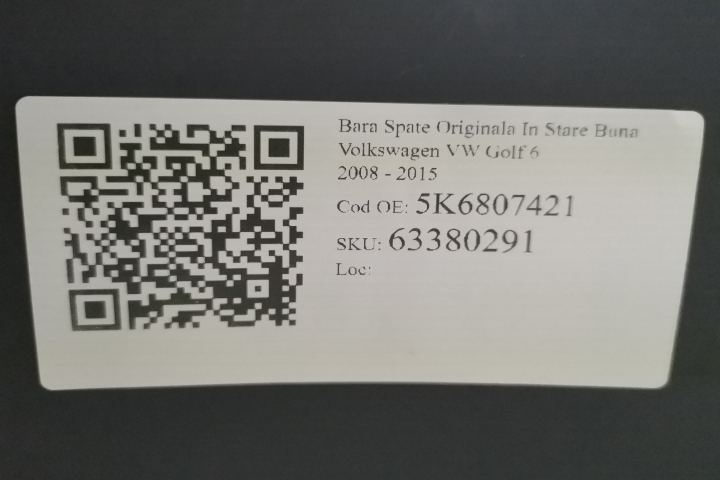 Bara Spate Originala In Stare Buna
Volkswagen VW Golf 6
2008 - 2015
Cod OE: 5K6807421
SKU: 63380291
Loc: